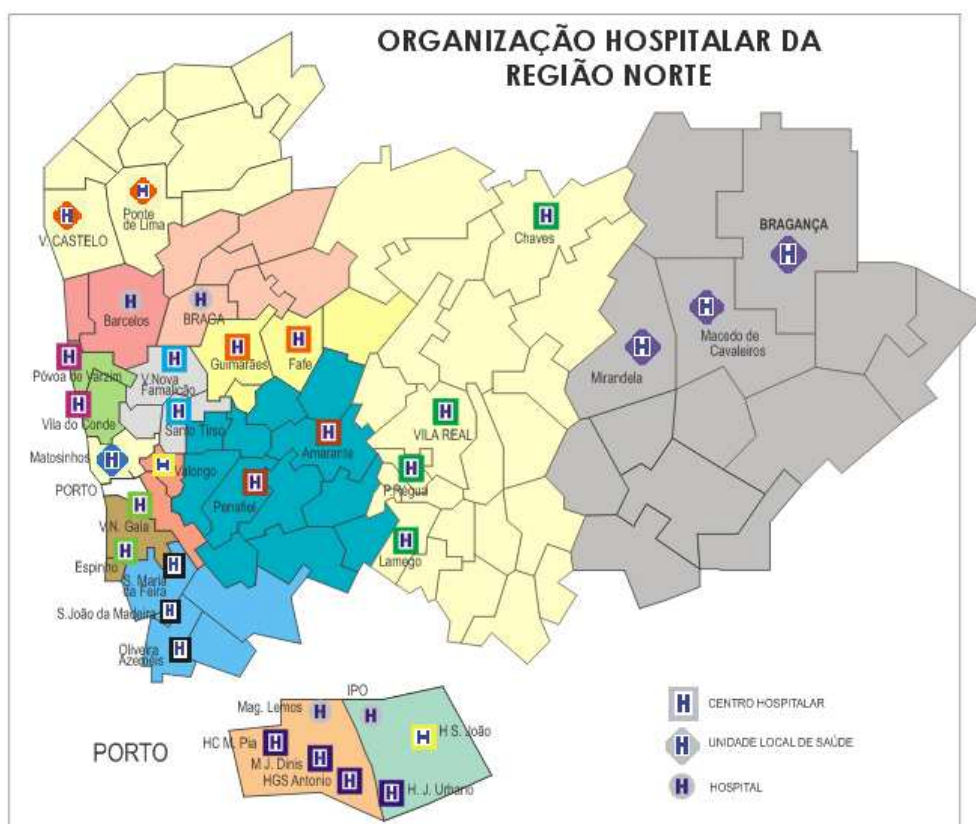 ORGANIZAÇÃO HOSPITALAR DA
REGIÃO NORTE
H
V. CASTELO
H
Ponte
de Lima
H
Chaves
BRAGANÇA
H
H
Macedo de
Cavaleiros
H
Mirandela
H
Barcelos
H
BRAGA
H
Guimarães
H
Fafe
H
Póvoa de Varzim
H
V.Nova
Famalicão
H
Vila do Conde
H
Santo Tirso
H
Amarante
H
VILA REAL
Matosinhos
H
H
Valongo
H
P.Régua
PORTO
H
Penafiel
H
V.N. Gaia
H
Lamego
Espinho
H
H
S. Maria
da Feira
S.João da Madeira
H
Oliveira
Azeméis
H
PORTO
IPO
H
Mag. Lemos
H
H
H S. João
HC M. Pia
H
M J. Dinis
H
HGS Antonio
H
H
H. J. Urbano
H
CENTRO HOSPITALAR
H
UNIDADE LOCAL DE SAÚDE
H
HOSPITAL